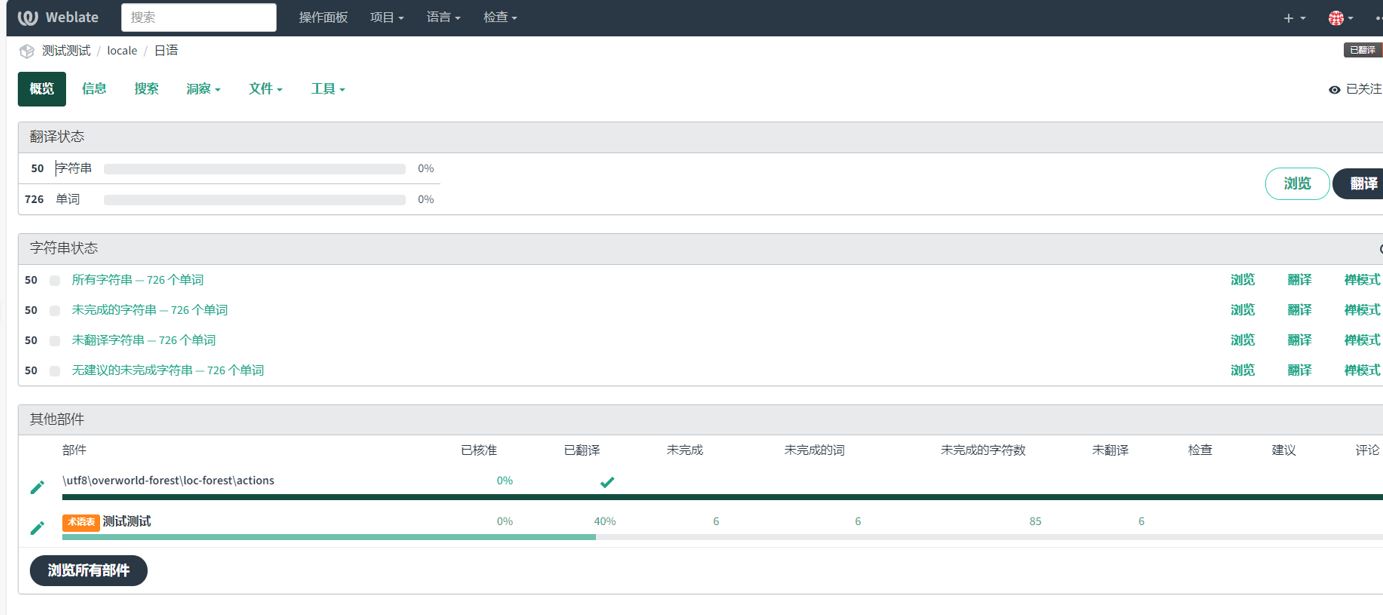 Weblate 搜索 操作面板 项目 语言 检查
测试测试 / locale / 日语 已翻译
概览 信息 搜索 洞察 文件 工具 已关注
翻译状态
50 字符串 0%
726 单词 0%
浏览 翻译
字符串状态
50 所有字符串 — 726 个单词 浏览 翻译 禅模式
50 未完成的字符串 — 726 个单词 浏览 翻译 禅模式
50 未翻译字符串 — 726 个单词 浏览 翻译 禅模式
50 无建议的未完成字符串 — 726 个单词 浏览 翻译 禅模式
其他部件
部件 已核准 已翻译 未完成 未完成的词 未完成的字符数 未翻译 检查 建议 评论
\utf8\overworld-forest\loc-forest\actions 0%
术语表 测试测试 0% 40% 6 6 85 6
浏览所有部件